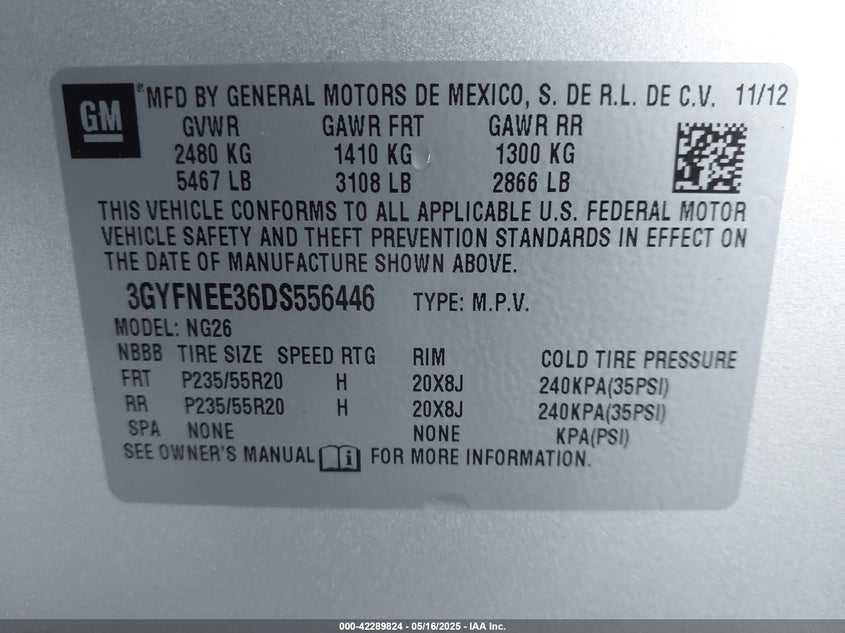 GM
® MFD BY GENERAL MOTORS DE MEXICO, S. DE R.L. DE C.V. 11/12
GVWR GAWR FRT GAWR RR
2480 KG 1410 KG 1300 KG
5467 LB 3108 LB 2866 LB
THIS VEHICLE CONFORMS TO ALL APPLICABLE U.S. FEDERAL MOTOR
VEHICLE SAFETY AND THEFT PREVENTION STANDARDS IN EFFECT ON
THE DATE OF MANUFACTURE SHOWN ABOVE.
3GYFNEE36DS556446 TYPE: M.P.V.
MODEL: NG26
NBBB TIRE SIZE SPEED RTG RIM COLD TIRE PRESSURE
FRT P235/55R20 H 20X8J 240KPA(35PSI)
RR P235/55R20 H 20X8J 240KPA(35PSI)
SPA NONE NONE KPA(PSI)
SEE OWNER'S MANUAL i FOR MORE INFORMATION.
000-42289824 - 05/16/2025 - IAA Inc.